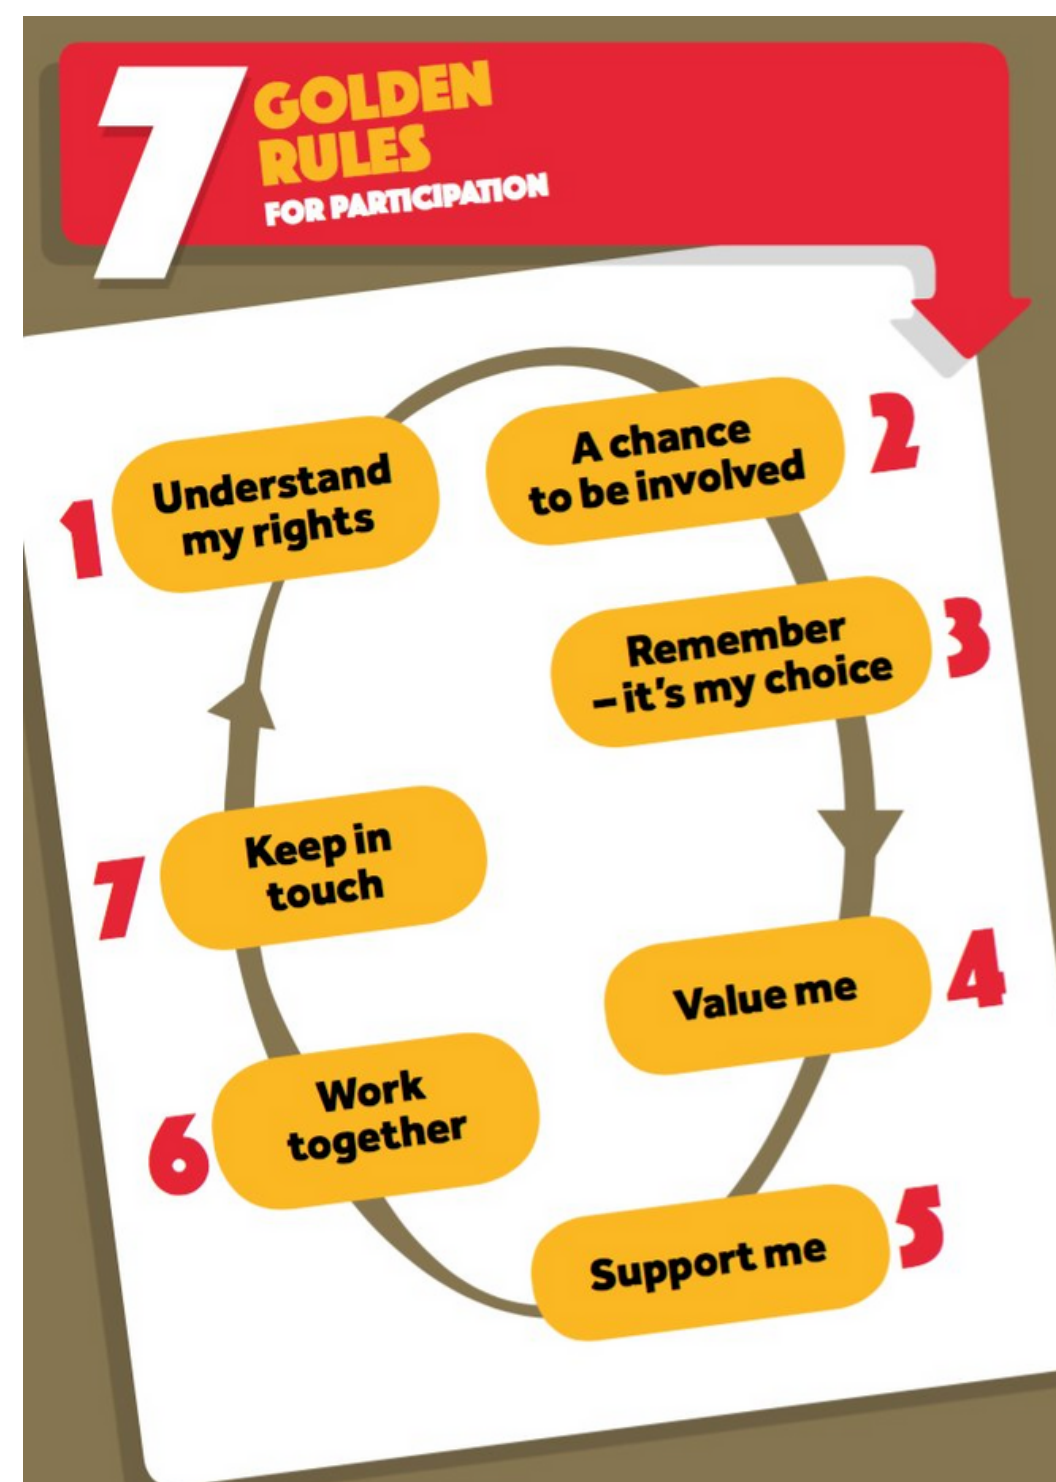 7
GOLDEN
RULES
FOR PARTICIPATION
1
Understand
my rights
2
A chance
to be involved
3
Remember
– it's my choice
4
Value me
5
Support me
6
Work
together
7
Keep in
touch